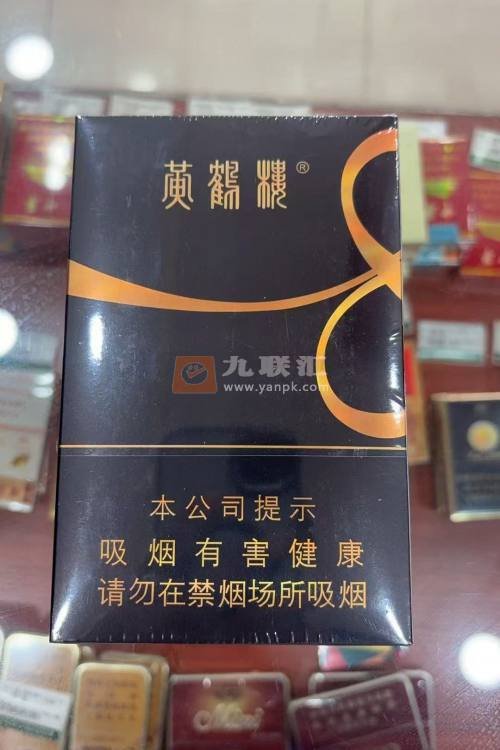 黄鹤楼®
九联汇
www.yanpk.com
本公司提示
吸烟有害健康
请勿在禁烟场所吸烟
Mini